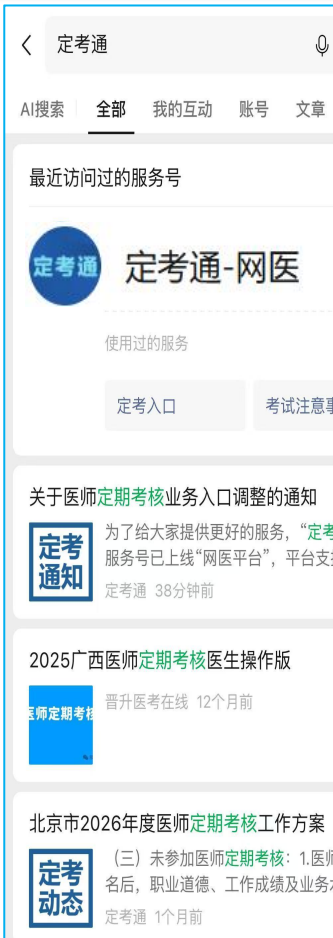 定考通
AI搜索 全部 我的互动 账号 文章
最近访问过的服务号
定考通 定考通-网医
使用过的服务
定考入口 考试注意事
关于医师定期考核业务入口调整的通知
定考
通知
为了给大家提供更好的服务，“定考
服务号已上线“网医平台”，平台支
定考通 38分钟前
2025广西医师定期考核医生操作版
医师定期考核
晋升医考在线 12个月前
北京市2026年度医师定期考核工作方案
定考
动态
（三）未参加医师定期考核：1.医师
名后，职业道德、工作成绩及业务水
定考通 1个月前